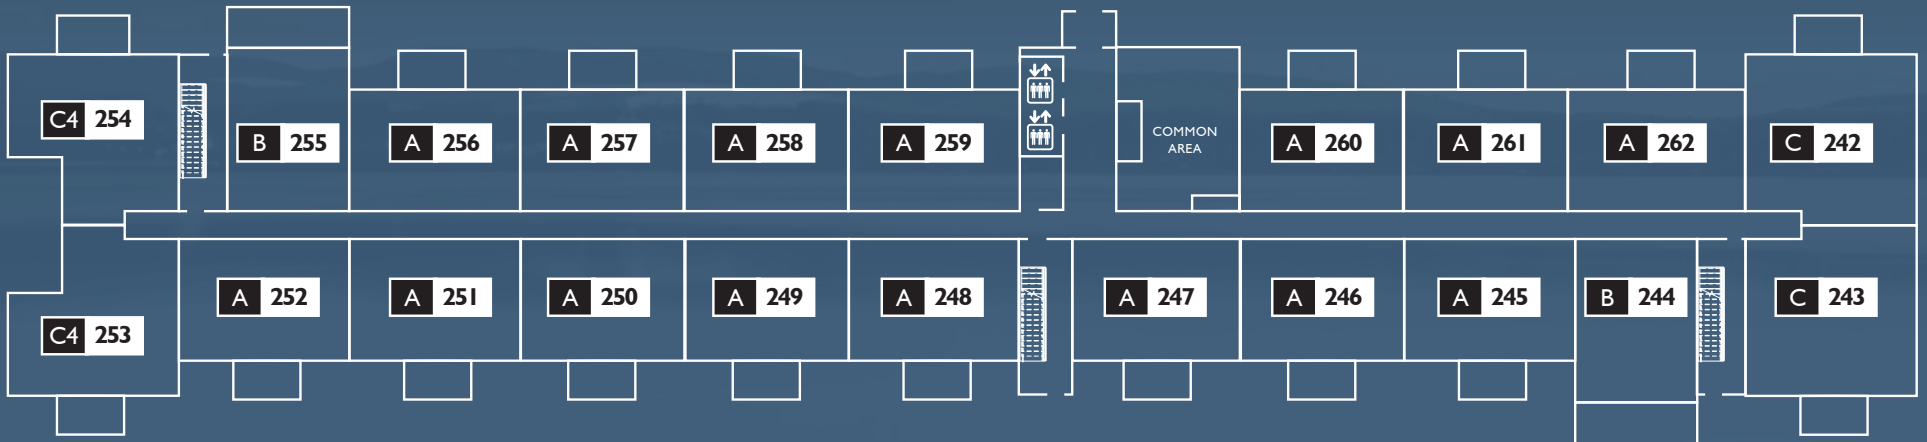 C4 254
B 255
A 256
A 257
A 258
A 259
COMMON
AREA
A 260
A 261
A 262
C 242
C4 253
A 252
A 251
A 250
A 249
A 248
A 247
A 246
A 245
B 244
C 243